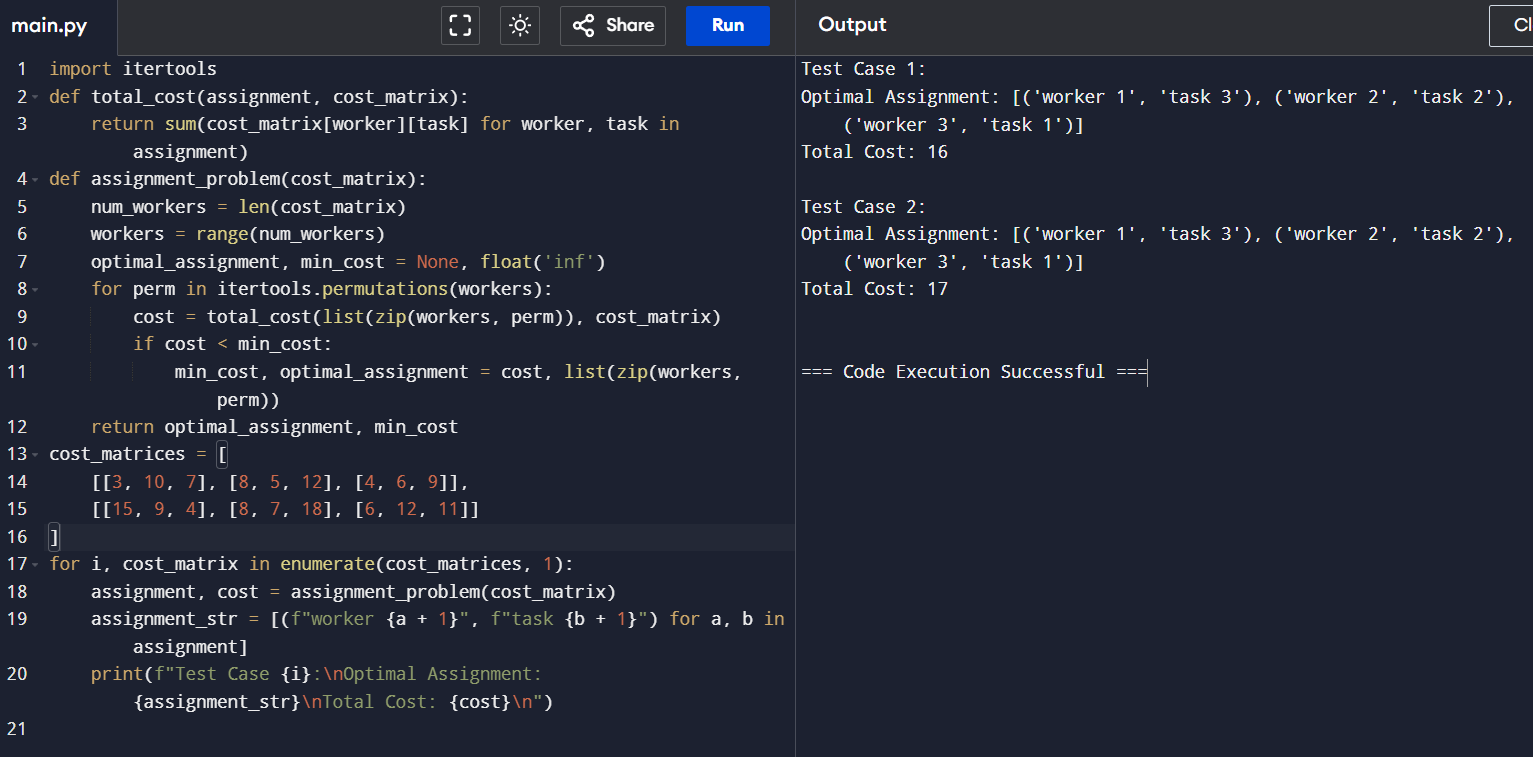 main.py
Share
Run
1 import itertools
2 def total_cost(assignment, cost_matrix):
3     return sum(cost_matrix[worker][task] for worker, task in
            assignment)
4 def assignment_problem(cost_matrix):
5     num_workers = len(cost_matrix)
6     workers = range(num_workers)
7     optimal_assignment, min_cost = None, float('inf')
8     for perm in itertools.permutations(workers):
9         cost = total_cost(list(zip(workers, perm)), cost_matrix)
10         if cost < min_cost:
11             min_cost, optimal_assignment = cost, list(zip(workers,
                perm))
12     return optimal_assignment, min_cost
13 cost_matrices = [
14     [[3, 10, 7], [8, 5, 12], [4, 6, 9]],
15     [[15, 9, 4], [8, 7, 18], [6, 12, 11]]
16 ]
17 for i, cost_matrix in enumerate(cost_matrices, 1):
18     assignment, cost = assignment_problem(cost_matrix)
19     assignment_str = [(f"worker {a + 1}", f"task {b + 1}") for a, b in
        assignment]
20     print(f"Test Case {i}:\nOptimal Assignment:
        {assignment_str}\nTotal Cost: {cost}\n")
21
Output
Test Case 1:
Optimal Assignment: [('worker 1', 'task 3'), ('worker 2', 'task 2'),
    ('worker 3', 'task 1')]
Total Cost: 16
Test Case 2:
Optimal Assignment: [('worker 1', 'task 3'), ('worker 2', 'task 2'),
    ('worker 3', 'task 1')]
Total Cost: 17
=== Code Execution Successful ===